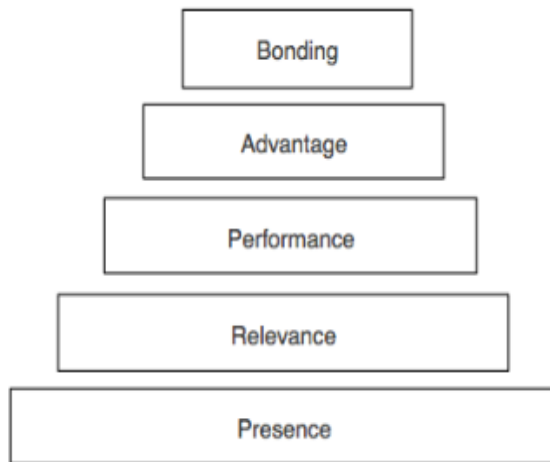 Bonding
Advantage
Performance
Relevance
Presence